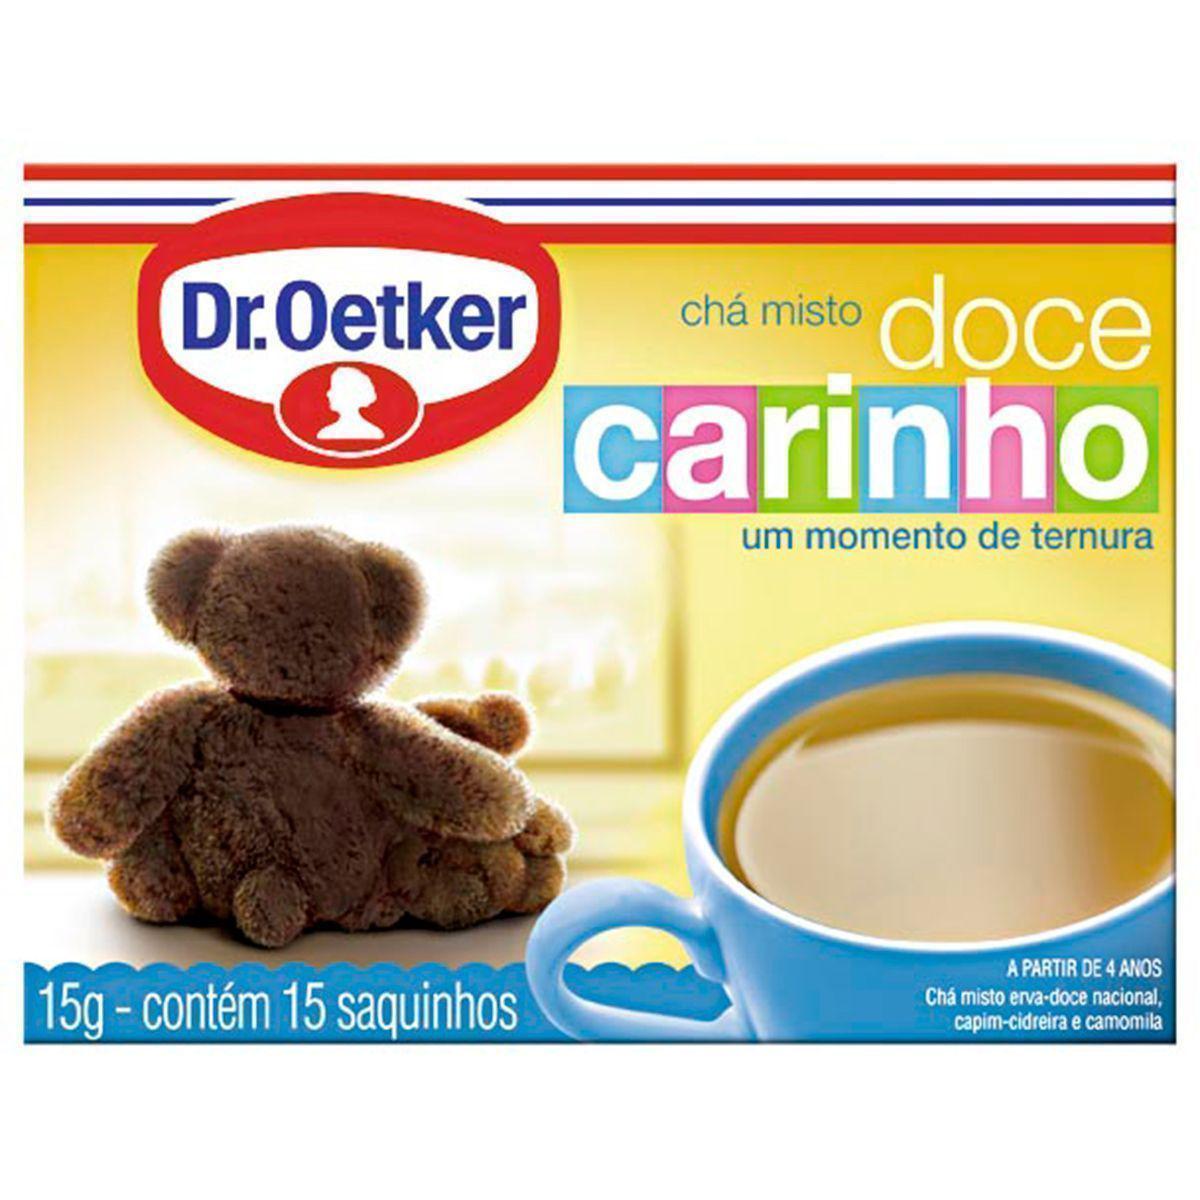 Dr.Oetker
chá misto doce
carinho
um momento de ternura
A PARTIR DE 4 ANOS
Chá misto erva-doce nacional,
capim-cidreira e camomila
15g - contém 15 saquinhos